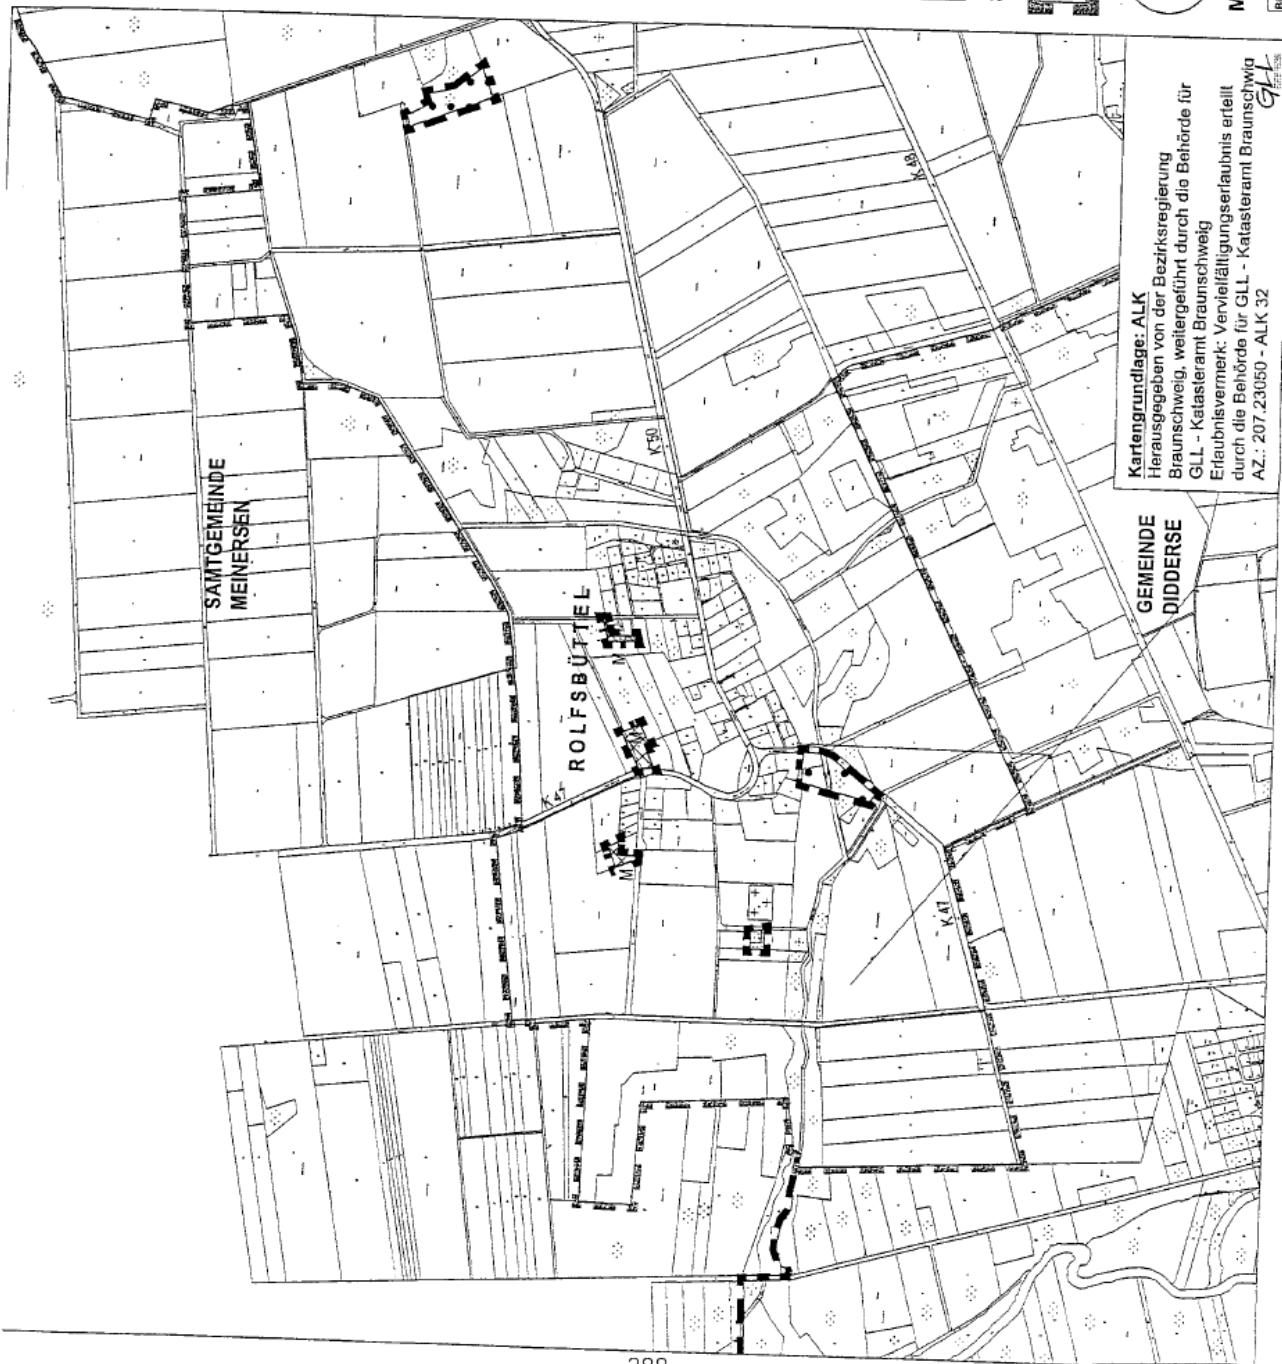 SAMTGEMEINDE
MEINERSEN
ROLFSBÜTTEL
K 47
K 50
K 48
M
M
M
K 47
GEMEINDE
DIDDERSE
Kartengrundlage: ALK
Herausgegeben von der Bezirksregierung
Braunschweig, weitergeführt durch die Behörde für
GLL - Katasteramt Braunschweig
Erlaubnisvermerk: Vervielfältigungserlaubnis erteilt
durch die Behörde für GLL - Katasteramt Braunschweig
AZ.: 207.23050 - ALK 32
GLL
M